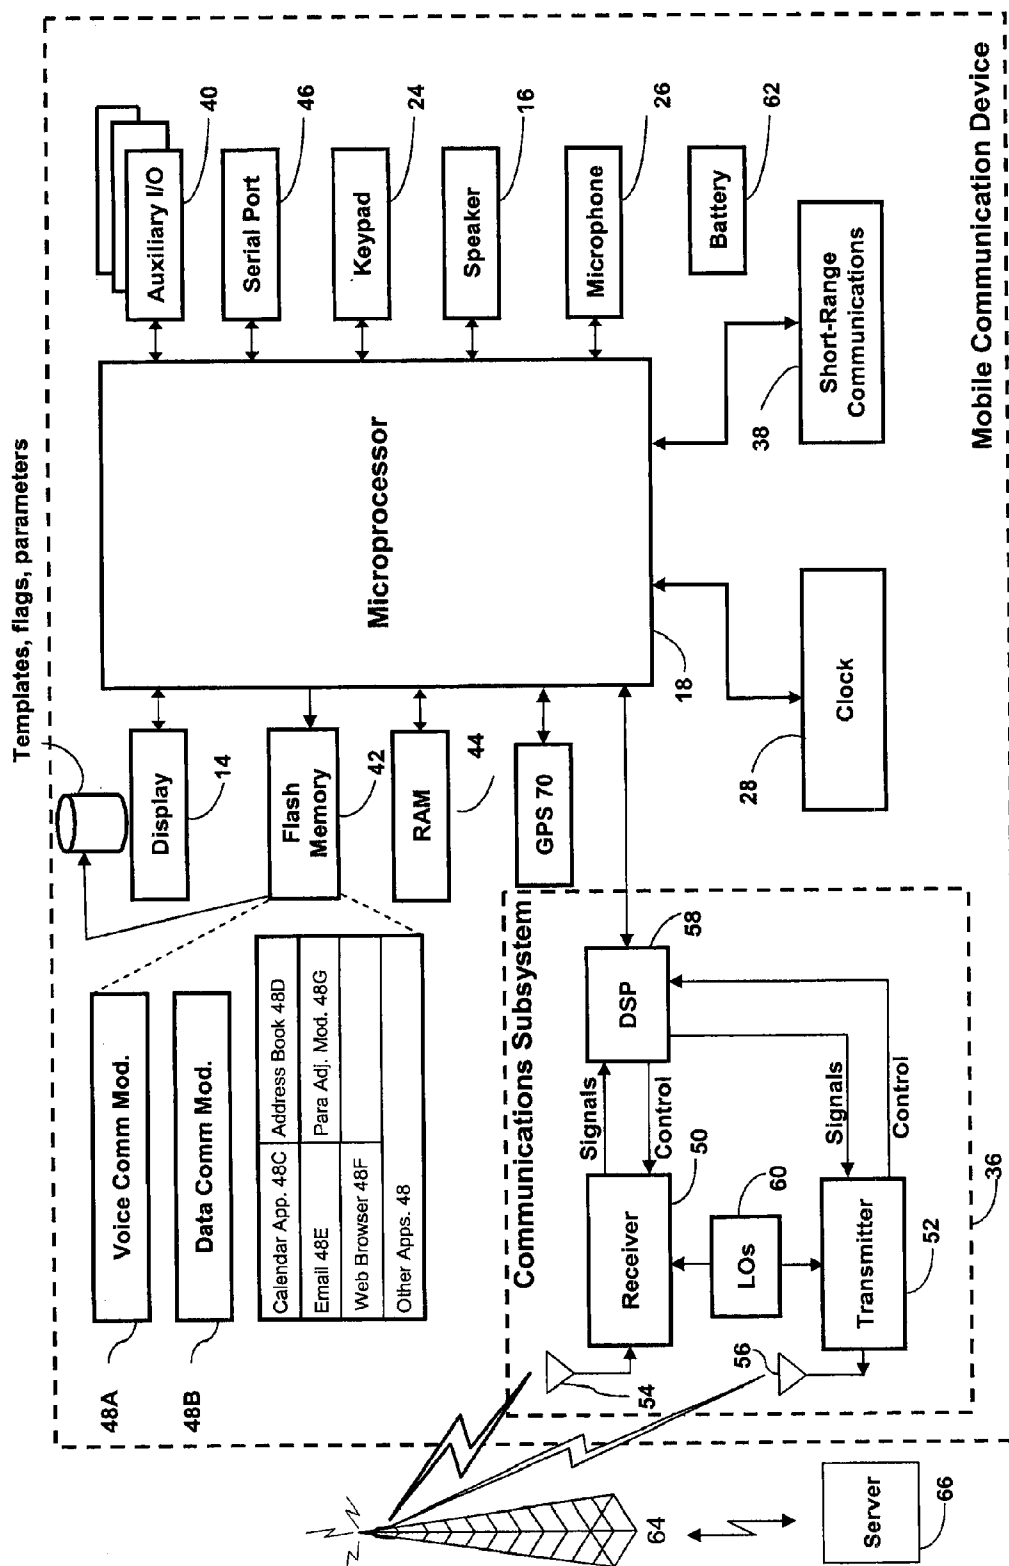 Templates, flags, parameters
Mobile Communication Device
48A
Voice Comm Mod.
48B
Data Comm Mod.
Calendar App. 48C
Address Book 48D
Email 48E
Para Adj. Mod. 48G
Web Browser 48F
Other Apps. 48
Display
14
Flash
Memory
42
RAM
44
GPS 70
Microprocessor
18
Auxiliary I/O
40
Serial Port
46
Keypad
24
Speaker
16
Microphone
26
Battery
62
Short-Range
Communications
38
Clock
28
Communications Subsystem
DSP
58
Signals
Control
Receiver
50
LOs
60
Signals
Control
Transmitter
52
54
56
36
64
Server
66